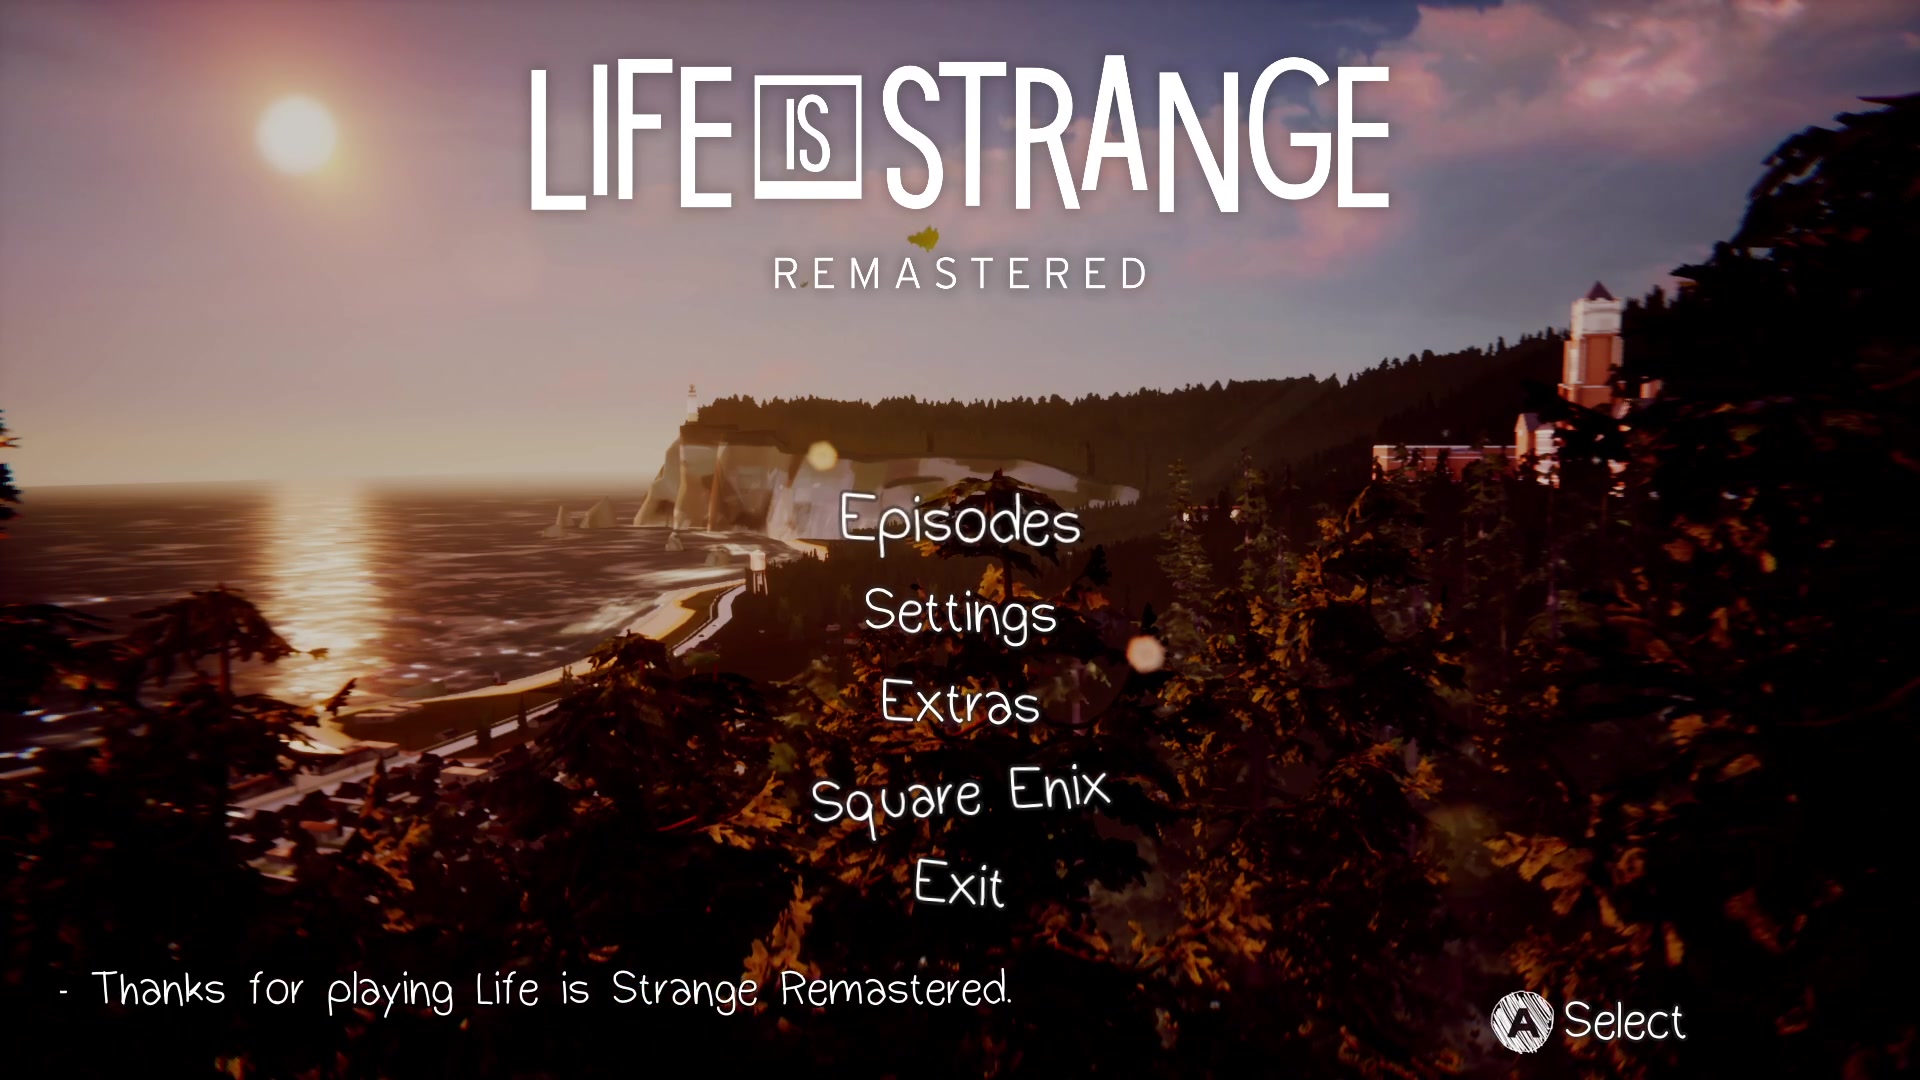 LIFE IS STRANGE
REMASTERED
Episodes
Settings
Extras
Square Enix
Exit
- Thanks for playing Life is Strange Remastered.
A Select